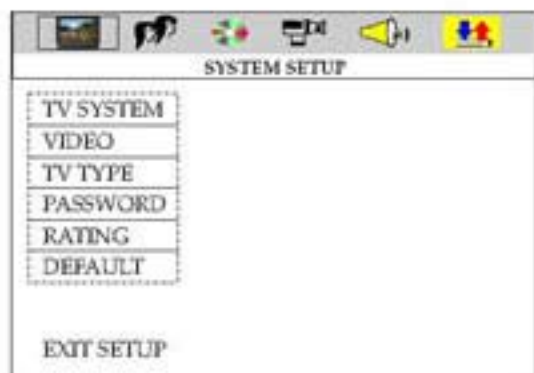 SYSTEM SETUP
TV SYSTEM
VIDEO
TV TYPE
PASSWORD
RATING
DEFAULT
EXIT SETUP